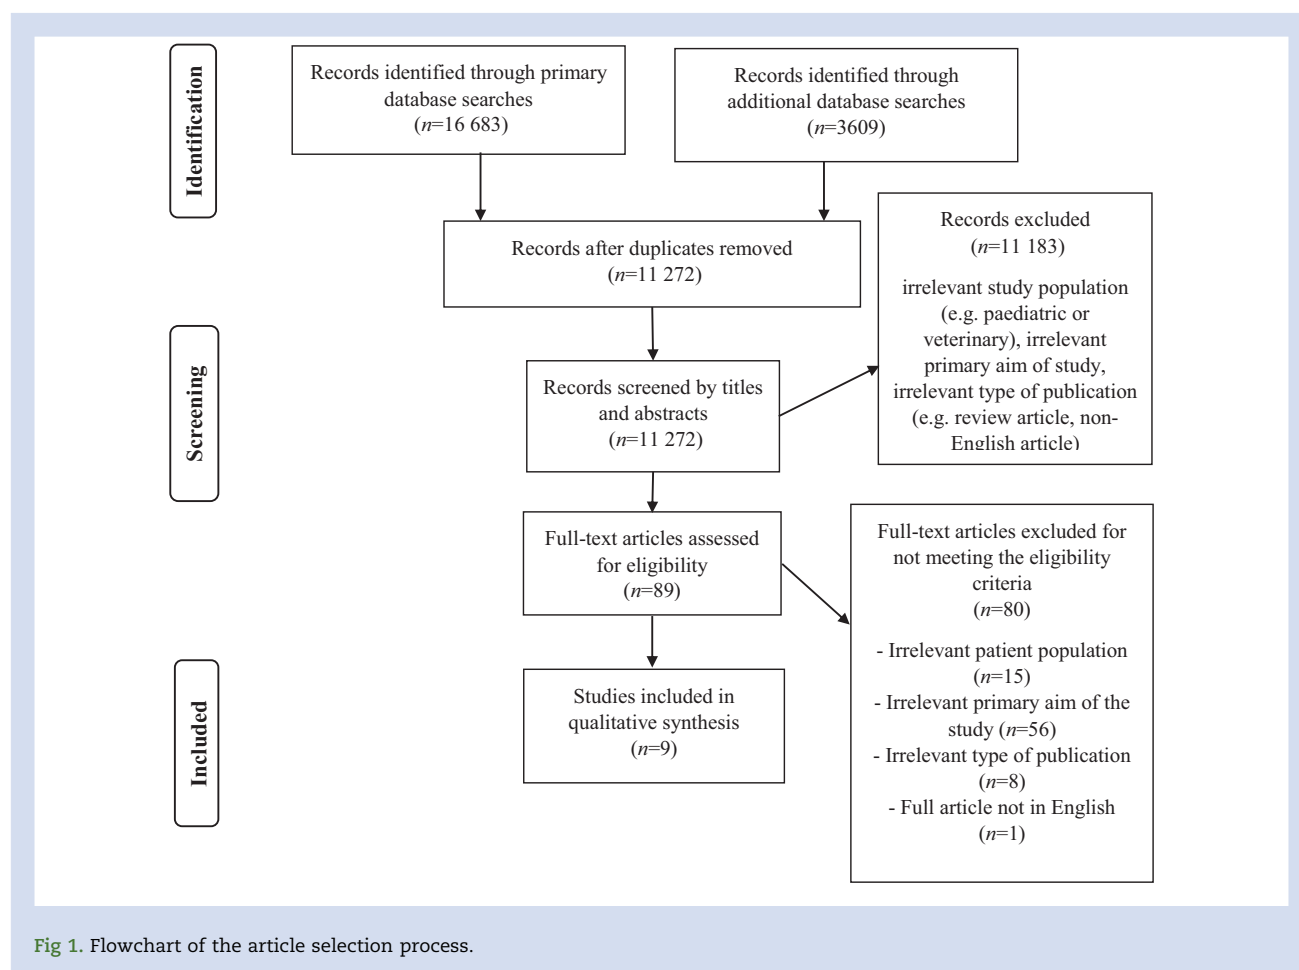 Identification
Records identified through primary
database searches
(n=16 683)
Records identified through
additional database searches
(n=3609)
Records after duplicates removed
(n=11 272)
Records excluded
(n=11 183)
irrelevant study population
(e.g. paediatric or
veterinary), irrelevant
primary aim of study,
irrelevant type of publication
(e.g. review article, non-
English article)
Screening
Records screened by titles
and abstracts
(n=11 272)
Full-text articles assessed
for eligibility
(n=89)
Full-text articles excluded for
not meeting the eligibility
criteria
(n=80)
- Irrelevant patient population
(n=15)
- Irrelevant primary aim of the
study (n=56)
- Irrelevant type of publication
(n=8)
- Full article not in English
(n=1)
Included
Studies included in
qualitative synthesis
(n=9)
Fig 1. Flowchart of the article selection process.